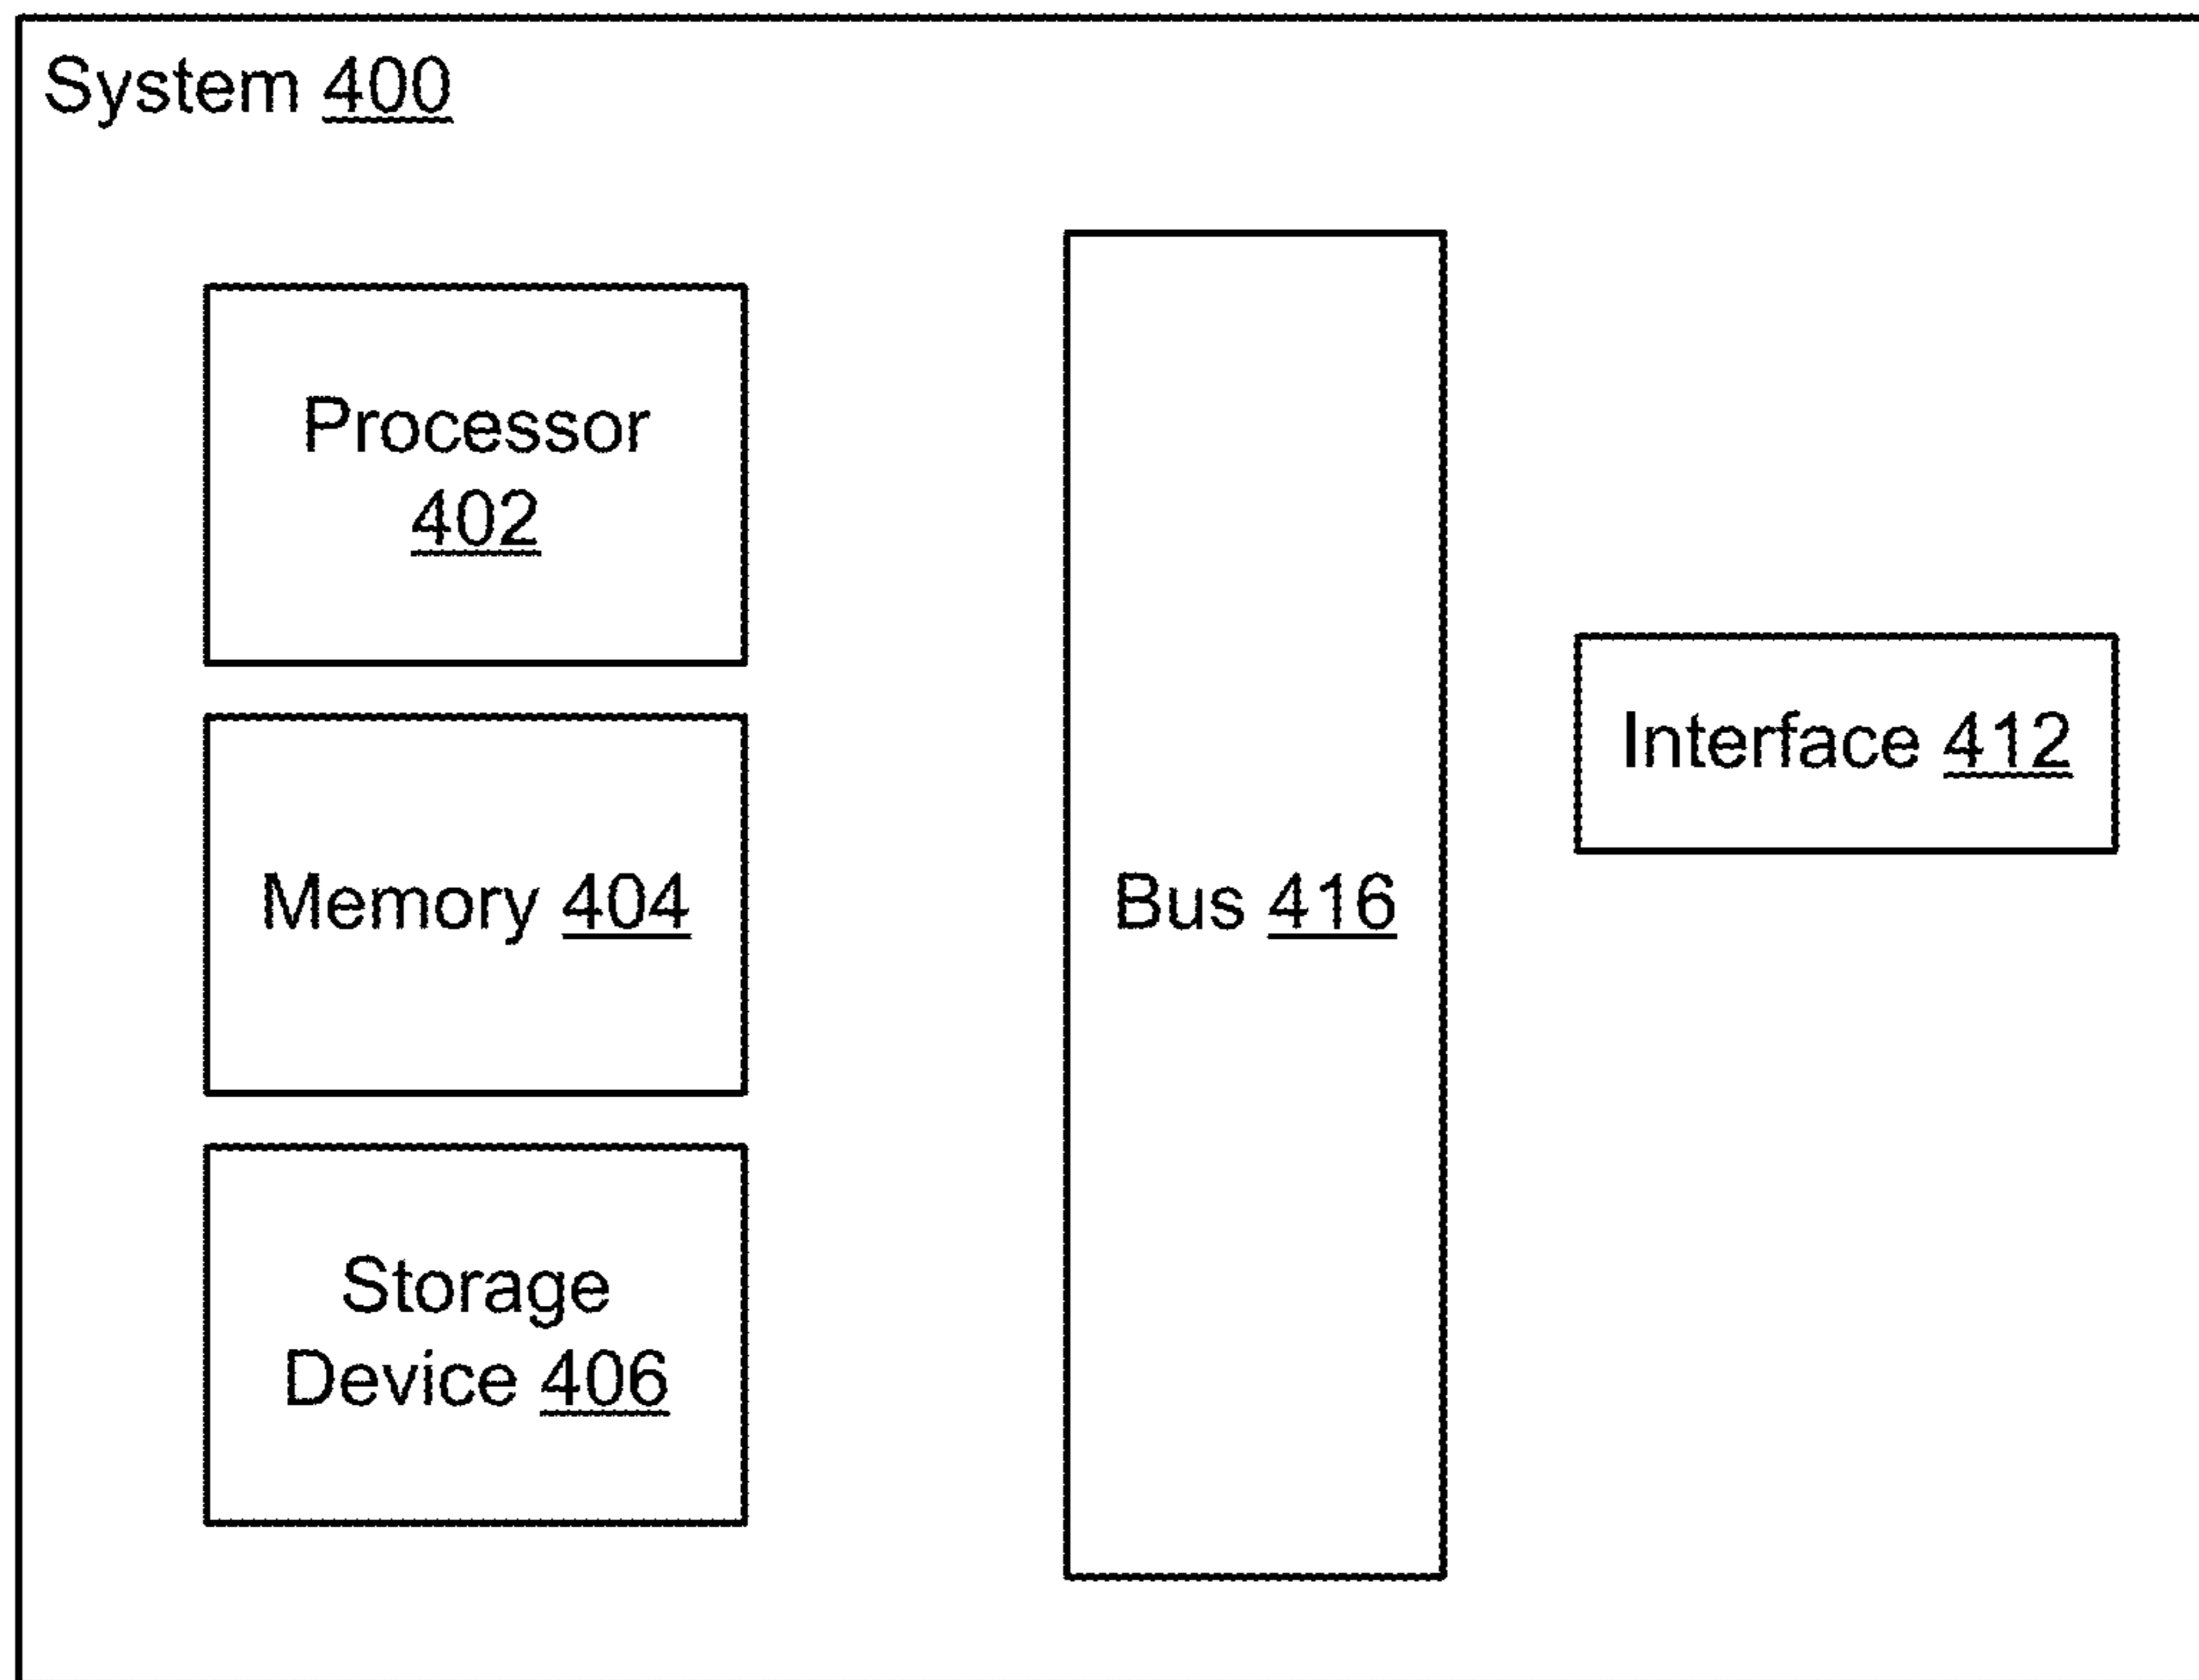 System 400
Processor
402
Memory 404
Storage
Device 406
Bus 416
Interface 412